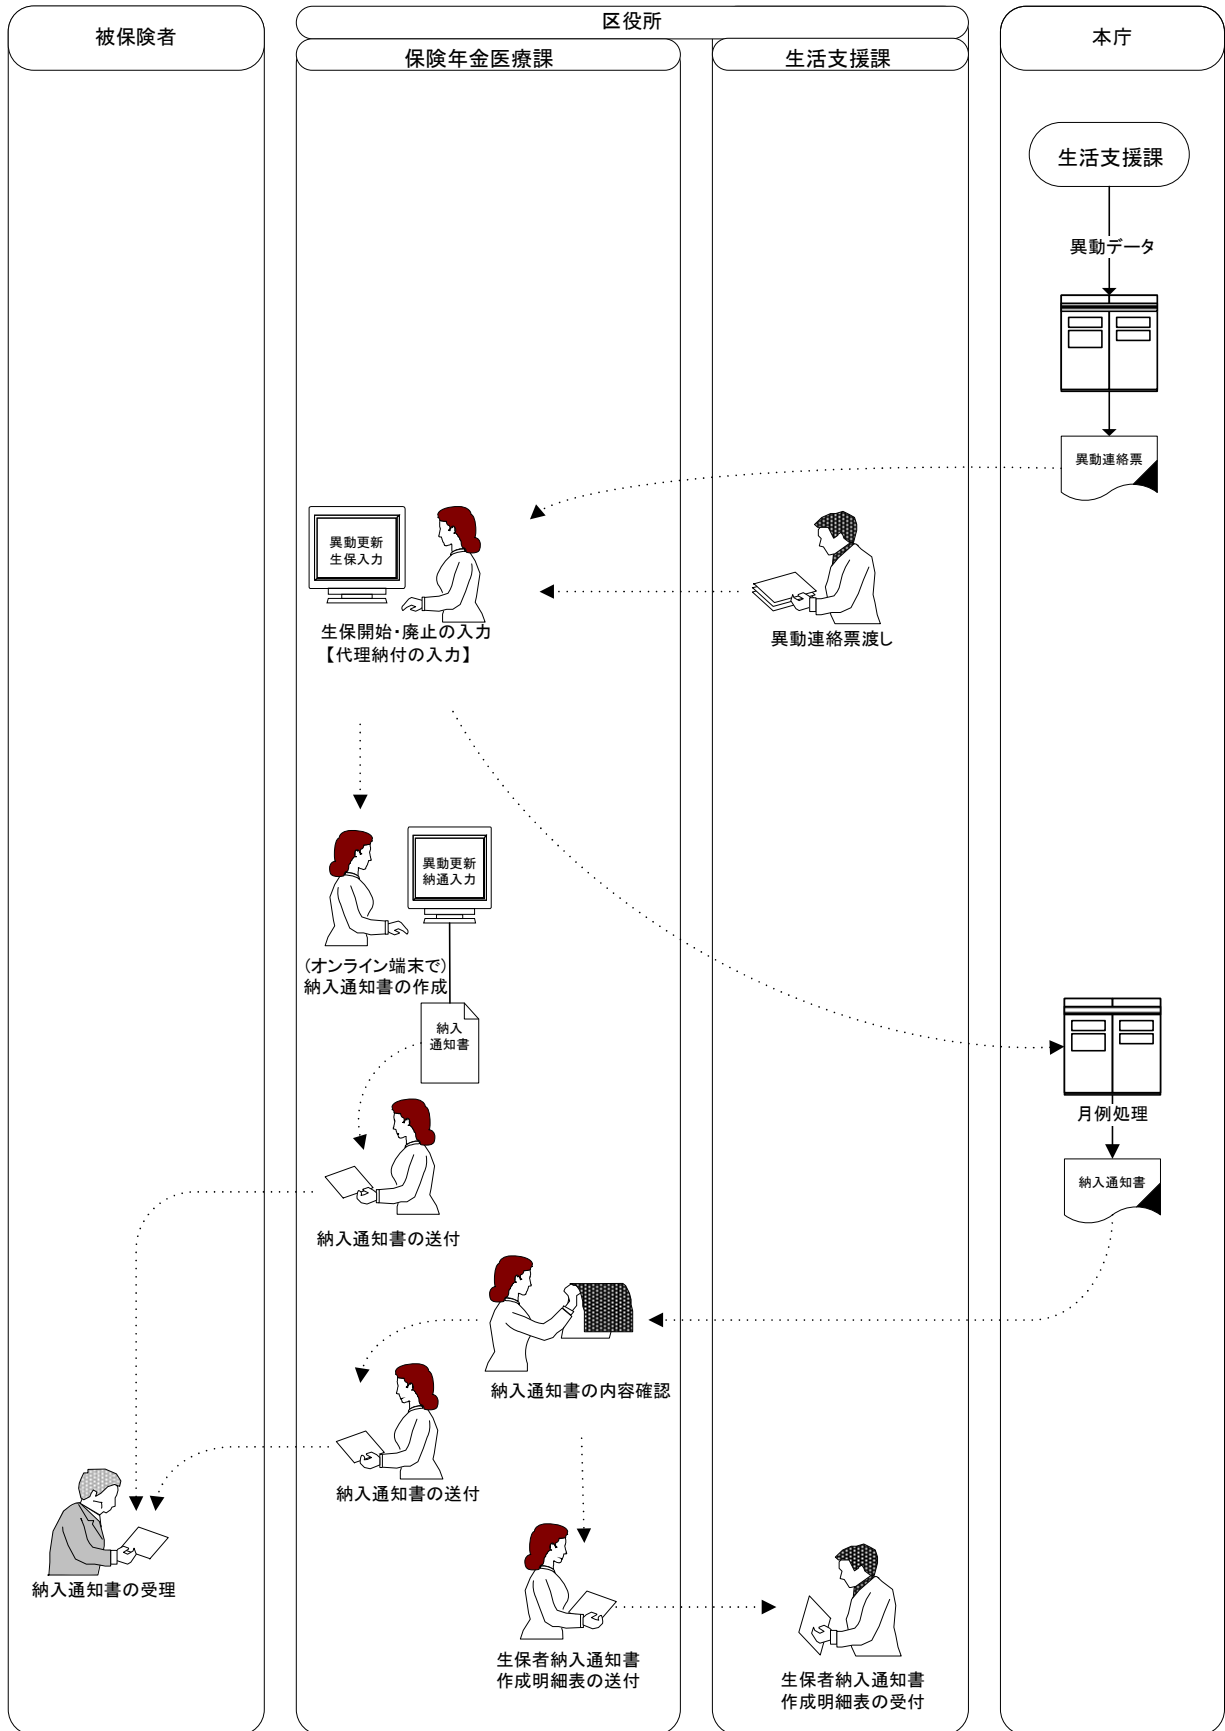 被保険者
区役所
保険年金医療課
生活支援課
本庁
生活支援課
異動データ
異動連絡票
異動更新
生保入力
生保開始・廃止の入力
【代理納付の入力】
異動連絡票渡し
異動更新
納通入力
(オンライン端末で)
納入通知書の作成
納入
通知書
月例処理
納入通知書
納入通知書の送付
納入通知書の内容確認
納入通知書の送付
納入通知書の受理
生保者納入通知書
作成明細表の送付
生保者納入通知書
作成明細表の受付